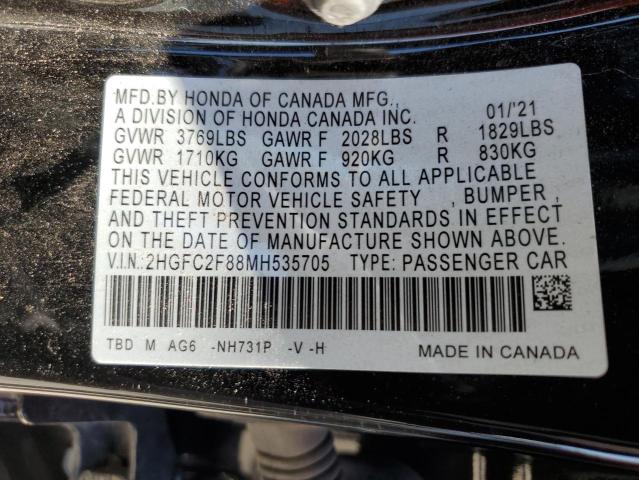 MFD.BY HONDA OF CANADA MFG.,
A DIVISION OF HONDA CANADA INC. 01/'21
GVWR 3769LBS GAWR F 2028LBS R 1829LBS
GVWR 1710KG GAWR F 920KG R 830KG
THIS VEHICLE CONFORMS TO ALL APPLICABLE
FEDERAL MOTOR VEHICLE SAFETY , BUMPER ,
AND THEFT PREVENTION STANDARDS IN EFFECT
ON THE DATE OF MANUFACTURE SHOWN ABOVE.
V.I.N.:2HGFC2F88MH535705 TYPE: PASSENGER CAR
TBD M AG6 -NH731P -V -H MADE IN CANADA